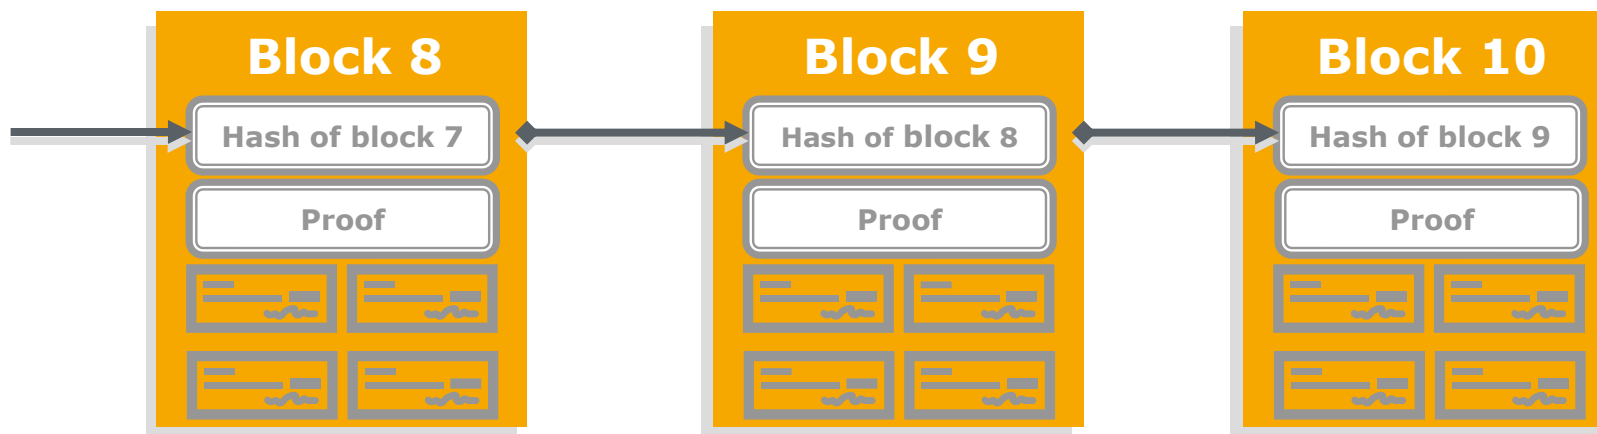 Block 8
Hash of block 7
Proof
Block 9
Hash of block 8
Proof
Block 10
Hash of block 9
Proof